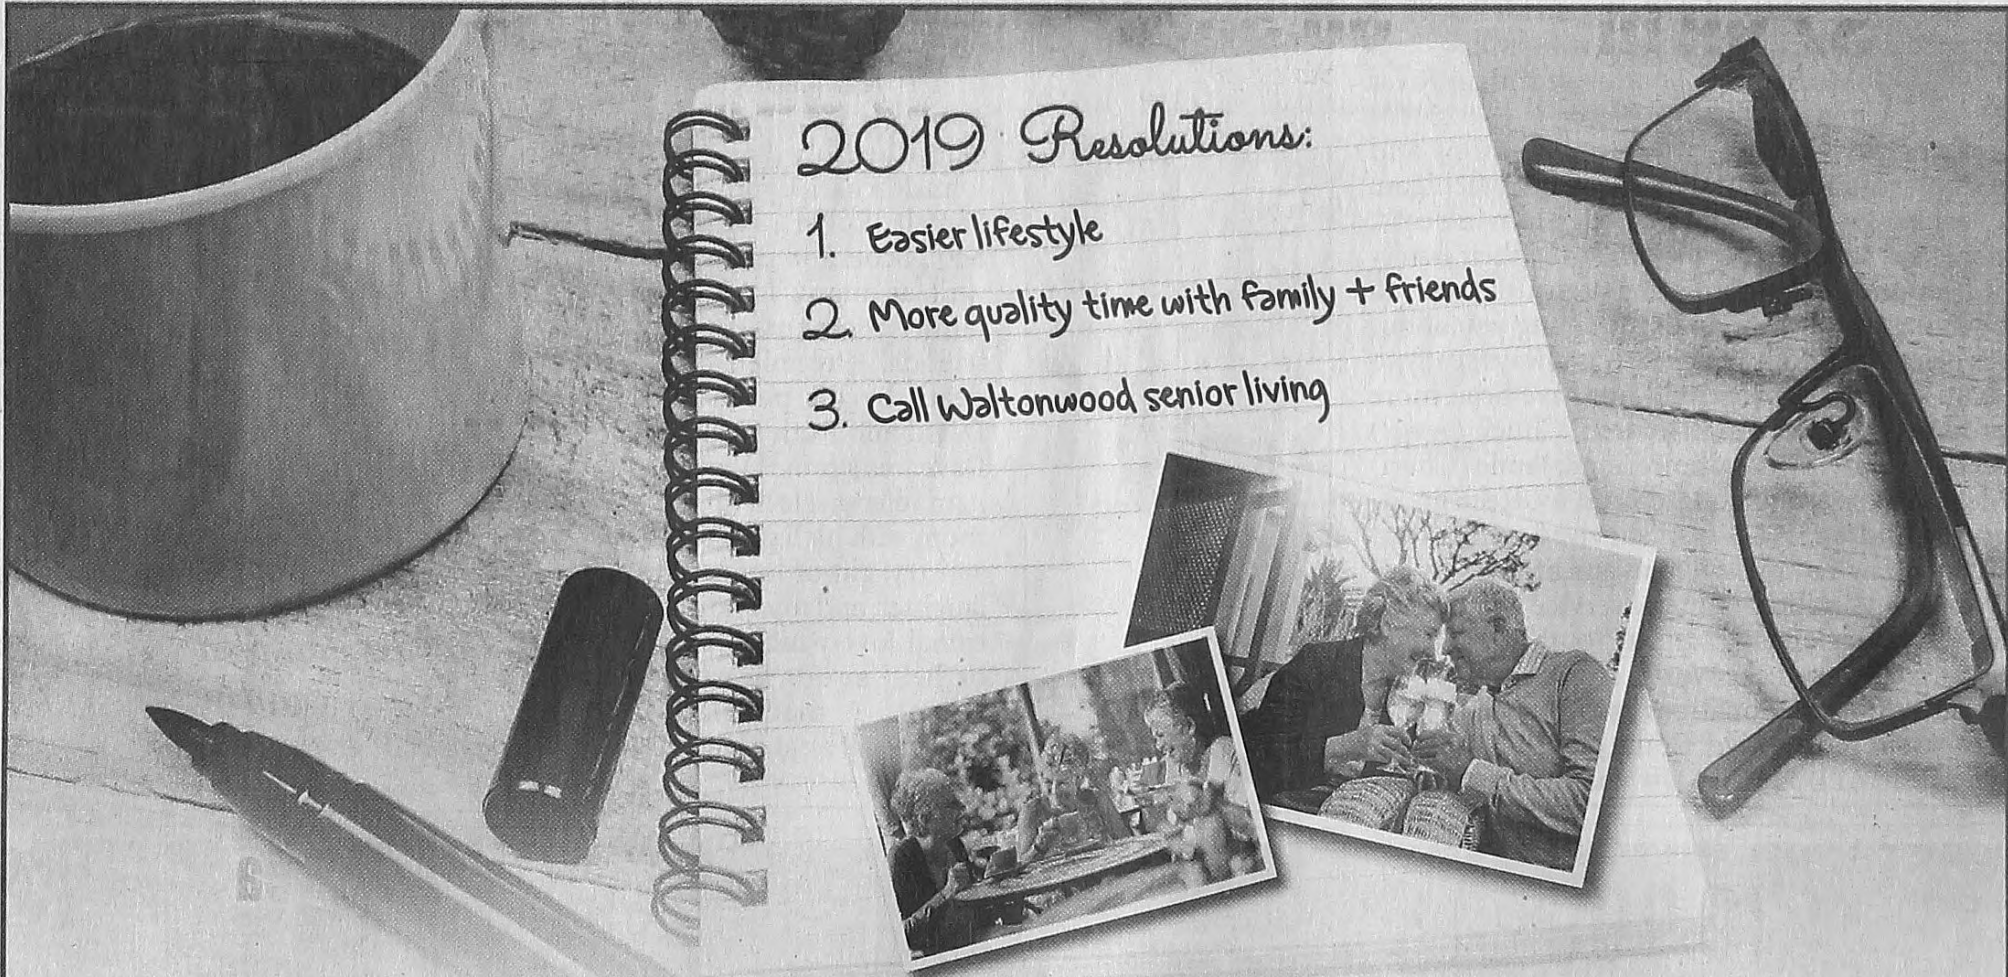 2019 Resolutions:
1. Easier lifestyle
2. More quality time with family + friends
3. Call Waltonwood senior living